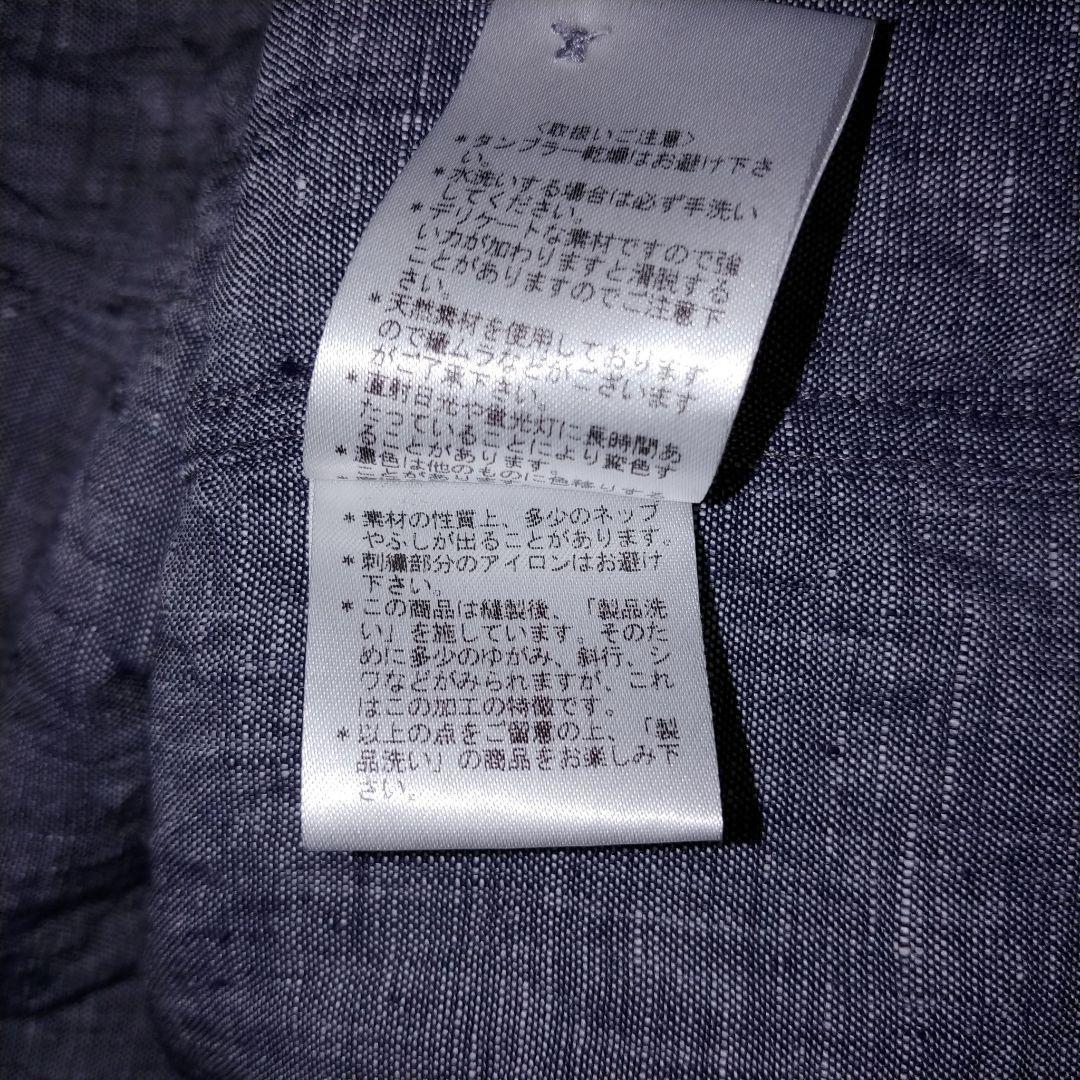 〈取扱いご注意〉
*タンブラー乾燥はお避け下さ
い。
*水洗いする場合は必ず手洗い
してください。
*デリケートな素材ですので強
い力が加わりますと滑脱する
ことがありますのでご注意下
さい。
*天然素材を使用しております
ので織ムラなどがございます
がご了承下さい。
*直射日光や蛍光灯に長時間あ
たっていることにより変色す
ることがあります。
*濃色は他のものに色移りする
ことがあります
*素材の性質上、多少のネップ
やふしが出ることがあります。
*刺繍部分のアイロンはお避け
下さい。
*この商品は縫製後、「製品洗
い」を施しています。そのた
めに多少のゆがみ、斜行、シ
ワなどがみられますが、これ
はこの加工の特徴です。
*以上の点をご留意の上、「製
品洗い」の商品をお楽しみ下
さい。